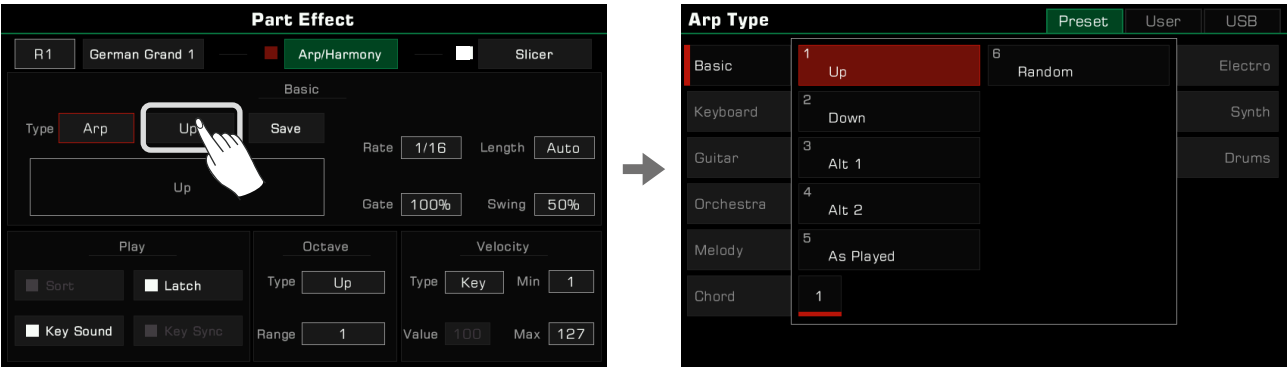 Part Effect
R1 German Grand 1 Arp/Harmony Slicer
Basic
Type Arp Up Save
Up
Rate 1/16 Length Auto
Gate 100% Swing 50%
Play
Sort Latch
Key Sound Key Sync
Octave
Type Up
Range 1
Velocity
Type Key Min 1
Value 100 Max 127
Arp Type Preset User USB
Basic
Keyboard
Guitar
Orchestra
Melody
Chord
1 Up
2 Down
3 Alt 1
4 Alt 2
5 As Played
6 Random
1
Electro
Synth
Drums